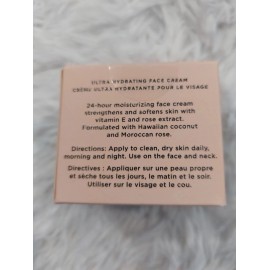 ULTRA HYDRATING FACE CREAM
CRÈME ULTRA HYDRATANTE POUR LE VISAGE
24-hour moisturizing face cream
strengthens and softens skin with
vitamin E and rose extract.
Formulated with Hawaiian coconut
and Moroccan rose.
Directions: Apply to clean, dry skin daily,
morning and night. Use on the face and neck.
Directives : Appliquer sur une peau propre
et sèche tous les jours, le matin et le soir.
Utiliser sur le visage et le cou.